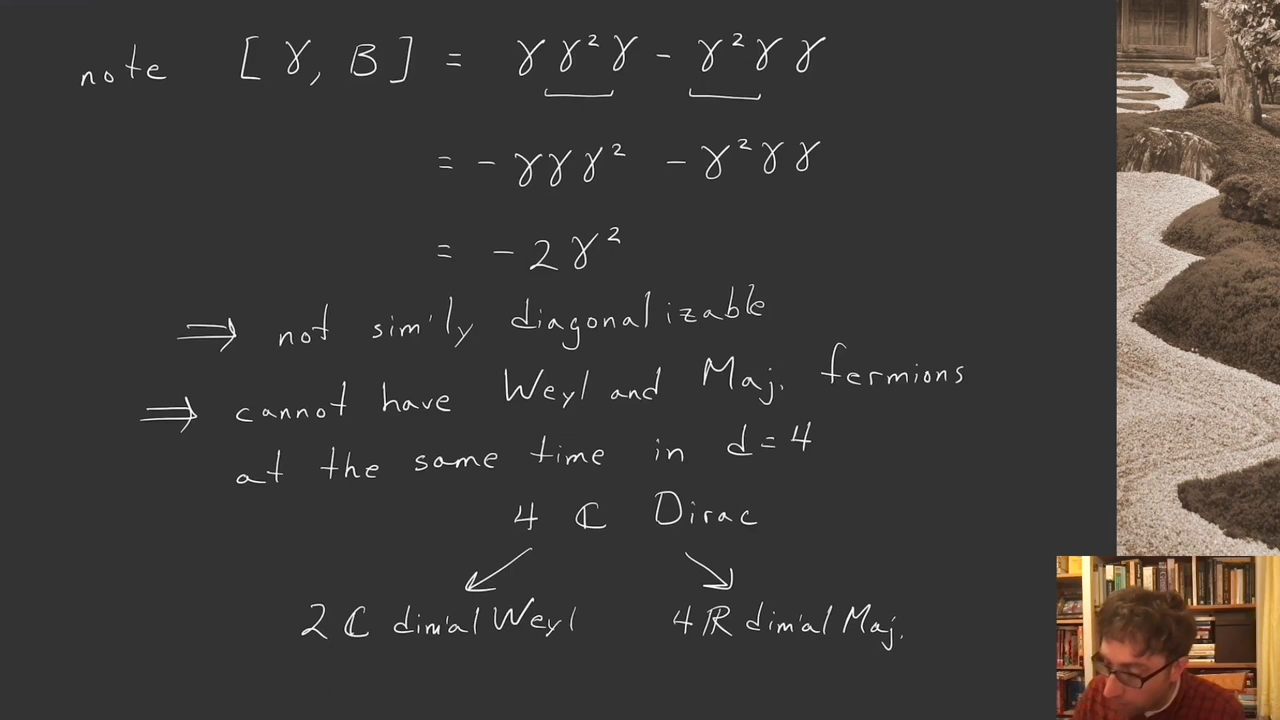 note [γ, B] = γγ²γ - γ²γγ
= - γγγ² - γ²γγ
= - 2γ²
⟹ not sim'ly diagonalizable
⟹ cannot have Weyl and Maj. fermions
at the same time in d=4
4 ℂ Dirac
2 ℂ dim'al Weyl 4 ℝ dim'al Maj.